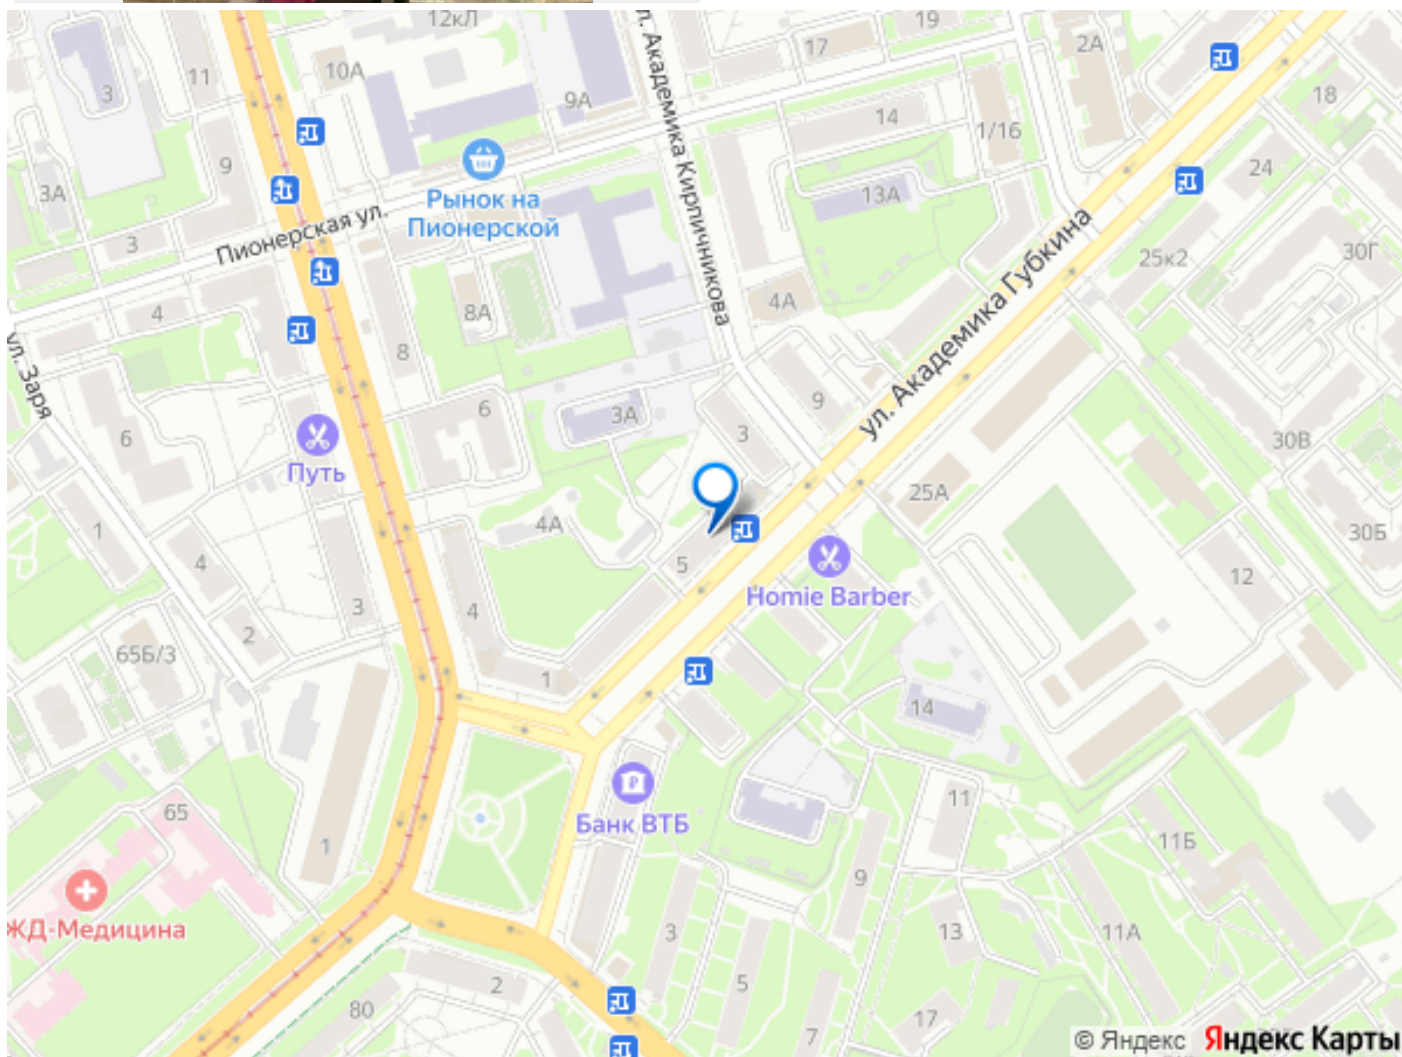 12кЛ
19
17
2А
11
3
10А
9А
ул. Академика Кирпичникова
14
1/16
18
24
9
3А
Рынок на
Пионерской
13А
Пионерская ул.
3
25к2
30Г
4
8А
4А
ул. Академика Губкина
8
ул. Заря
6
6
3А
9
3
30В
Путь
25А
1
4А
30Б
4
5
12
Homie Barber
3
4
2
65Б/3
1
14
Банк ВТБ
65
11
1
11Б
9
ЖД-Медицина
3
13
11А
2
5
80
17
7
© Яндекс Яндекс Карты